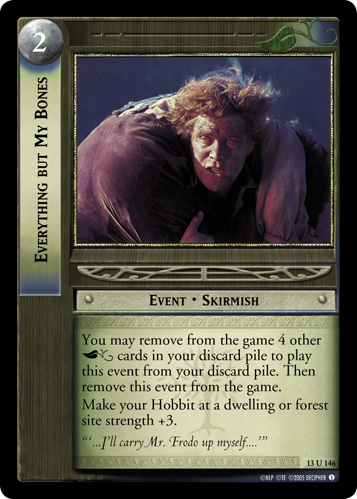 2
EVERYTHING BUT MY BONES
EVENT • SKIRMISH
You may remove from the game 4 other
cards in your discard pile to play
this event from your discard pile. Then
remove this event from the game.
Make your Hobbit at a dwelling or forest
site strength +3.
“‘...I’ll carry Mr. Frodo up myself....’”
13 U 146
©NLP ©TE ©2005 DECIPHER